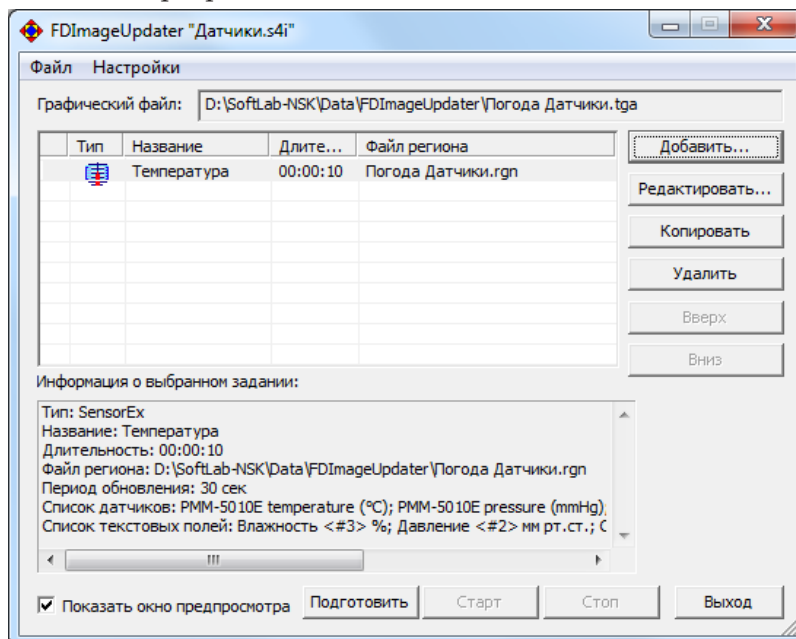 FDImageUpdater "Датчики.s4i"
Файл Настройки
Графический файл: D:\SoftLab-NSK\Data\FDImageUpdater\Погода Датчики.tga
Тип Название Длите... Файл региона
Температура 00:00:10 Погода Датчики.rgn
Добавить...
Редактировать...
Копировать
Удалить
Вверх
Вниз
Информация о выбранном задании:
Тип: SensorEx
Название: Температура
Длительность: 00:00:10
Файл региона: D:\SoftLab-NSK\Data\FDImageUpdater\Погода Датчики.rgn
Период обновления: 30 сек
Список датчиков: PMM-5010E temperature (°C); PMM-5010E pressure (mmHg);
Список текстовых полей: Влажность <#3> %; Давление <#2> мм рт.ст.;
Показать окно предпросмотра Подготовить Старт Стоп Выход